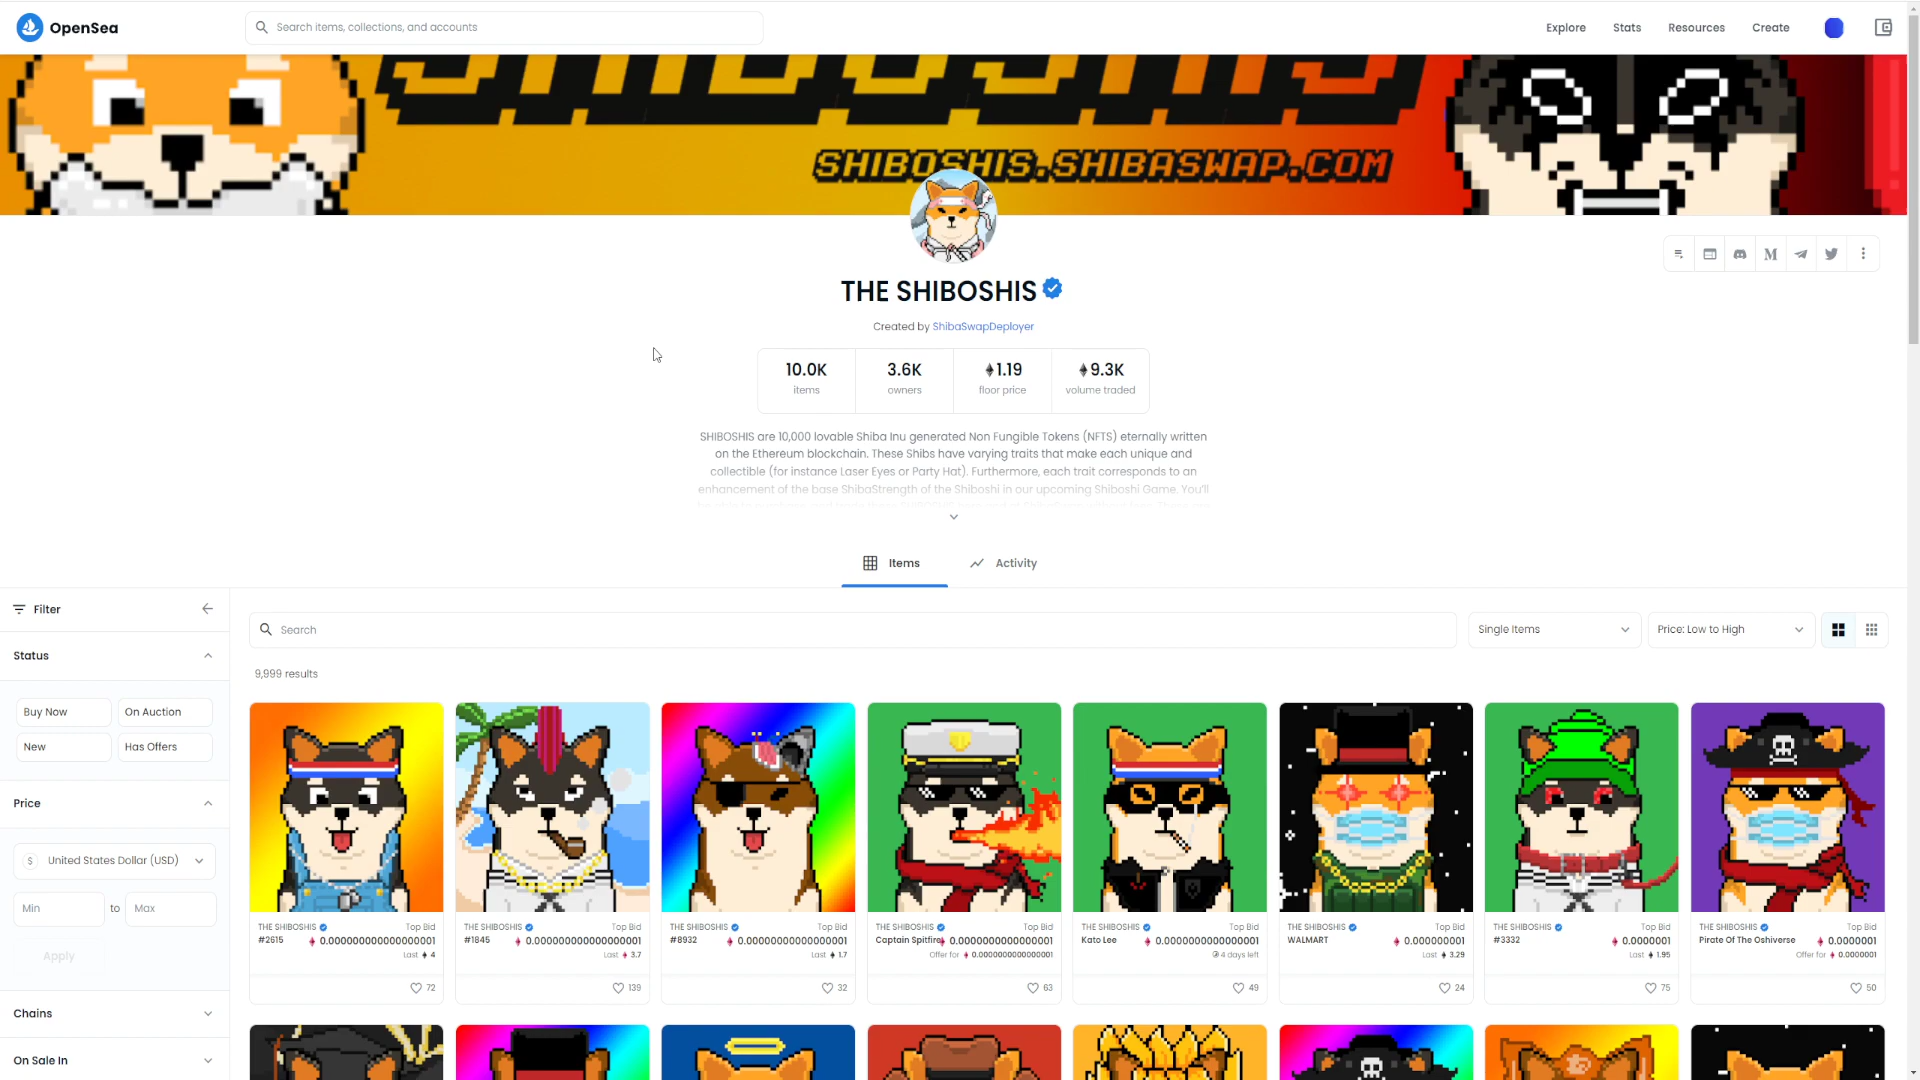 OpenSea
Search items, collections, and accounts
Explore
Stats
Resources
Create
SHIBOSHIS
SHIBOSHIS.SHIBASWAP.COM
THE SHIBOSHIS
Created by ShibaSwapDeployer
10.0K
3.6K
1.19
9.3K
items
owners
floor price
volume traded
SHIBOSHIS are 10,000 lovable Shiba Inu generated Non Fungible Tokens (NFTS) eternally written
on the Ethereum blockchain. These Shibs have varying traits that make each unique and
collectible (for instance Laser Eyes or Party Hat). Furthermore, each trait corresponds to an
enhancement of the base ShibaStrength of the Shiboshi in our upcoming Shiboshi Game. You'll
Items
Activity
Filter
Search
Single Items
Price: Low to High
Status
9,999 results
Buy Now
On Auction
New
Has Offers
Price
$ United States Dollar (USD)
Min
to
Max
Apply
Chains
On Sale In
THE SHIBOSHIS
Top Bid
#2615
0.000000000000000001
Last 4
72
THE SHIBOSHIS
Top Bid
#1845
0.000000000000000001
Last 3.7
139
THE SHIBOSHIS
Top Bid
#8932
0.000000000000000001
Last 1.7
32
THE SHIBOSHIS
Top Bid
Captain Spitfire
Offer for
63
THE SHIBOSHIS
Top Bid
Kato Lee
4 days left
49
THE SHIBOSHIS
Top Bid
WALMART
0.000000001
Last 3.29
24
THE SHIBOSHIS
Top Bid
#3332
0.0000001
Last 1.95
75
THE SHIBOSHIS
Top Bid
Pirate Of The Oshiverse
0.0000001
Offer for 0.0000001
50